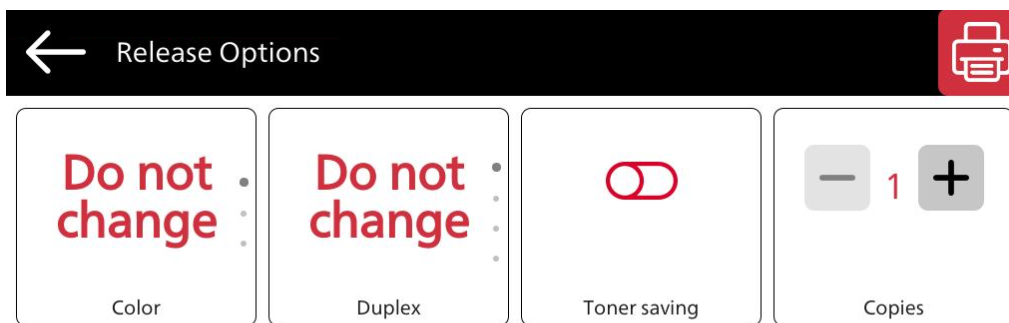 Release Options
Do not
change
Color
Do not
change
Duplex
Toner saving
1
Copies